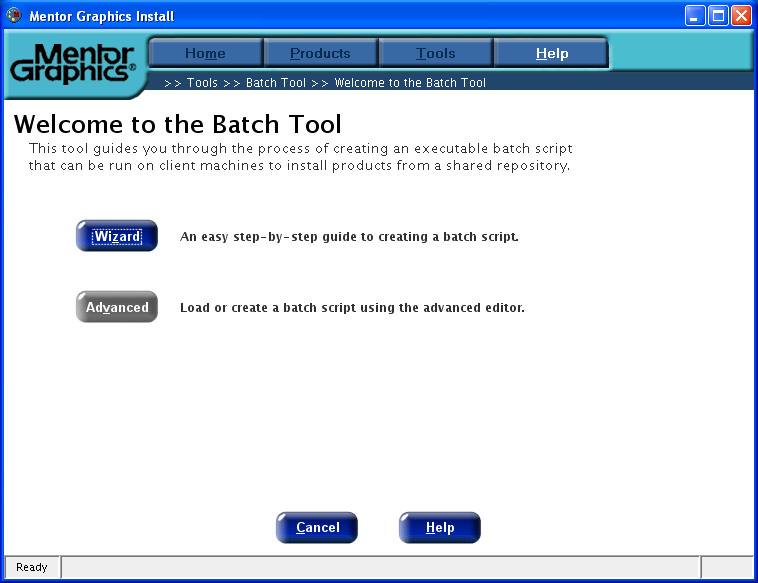 Mentor Graphics Install
Mentor
Graphics®
Home
Products
Tools
Help
>> Tools >> Batch Tool >> Welcome to the Batch Tool
Welcome to the Batch Tool
This tool guides you through the process of creating an executable batch script
that can be run on client machines to install products from a shared repository.
Wizard
An easy step-by-step guide to creating a batch script.
Advanced
Load or create a batch script using the advanced editor.
Cancel
Help
Ready